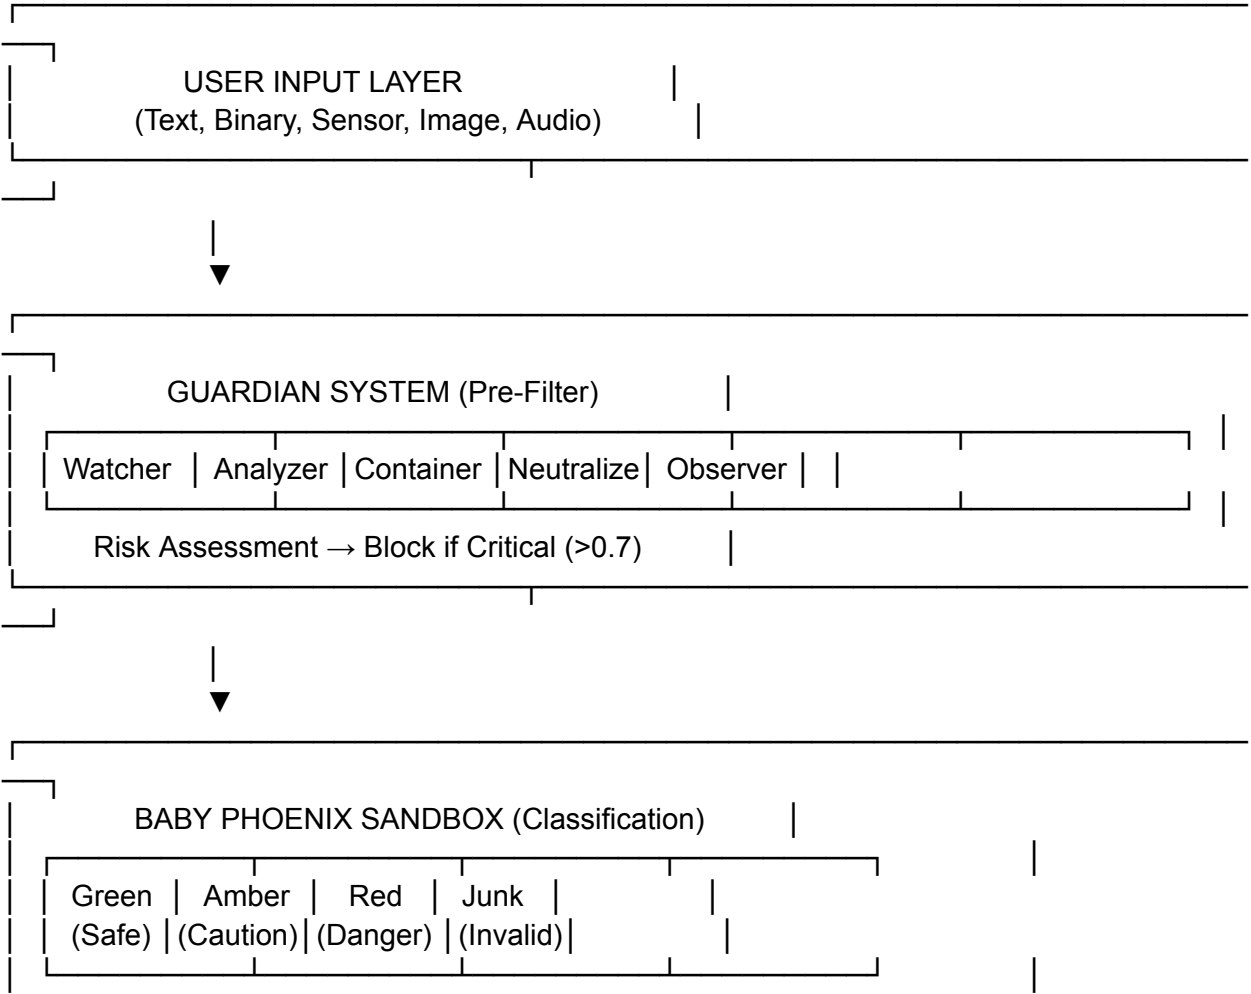 USER INPUT LAYER
(Text, Binary, Sensor, Image, Audio)
▼
GUARDIAN SYSTEM (Pre-Filter)
Watcher │ Analyzer │Container │Neutralize│ Observer │ │
Risk Assessment → Block if Critical (>0.7)
▼
BABY PHOENIX SANDBOX (Classification)
Green │ Amber │ Red │ Junk │
(Safe) │(Caution)│(Danger) │(Invalid)│